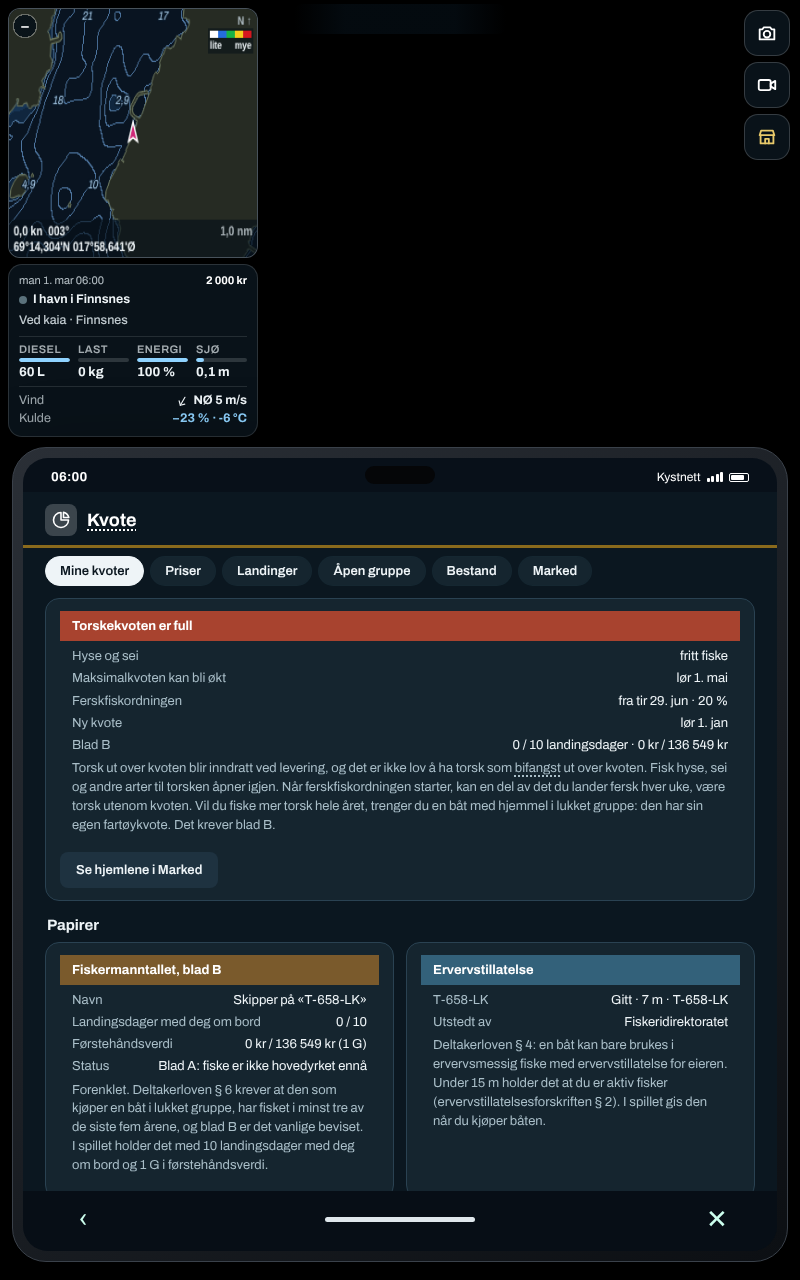 21
17
N ↑
lite mye
18
2.9
4.9
10
0,0 kn 003° 1,0 nm
69°14,304'N 017°58,641'Ø
man 1. mar 06:00 2 000 kr
I havn i Finnsnes
Ved kaia · Finnsnes
DIESEL LAST ENERGI SJØ
60 L 0 kg 100 % 0,1 m
Vind ↙ NØ 5 m/s
Kulde −23 % · -6 °C
06:00 Kystnett
Kvote
Mine kvoter Priser Landinger Åpen gruppe Bestand Marked
Torskekvoten er full
Hyse og sei fritt fiske
Maksimalkvoten kan bli økt lør 1. mai
Ferskfiskordningen fra tir 29. jun · 20 %
Ny kvote lør 1. jan
Blad B 0 / 10 landingsdager · 0 kr / 136 549 kr
Torsk ut over kvoten blir inndratt ved levering, og det er ikke lov å ha torsk som bifangst ut over kvoten. Fisk hyse, sei
og andre arter til torsken åpner igjen. Når ferskfiskordningen starter, kan en del av det du lander fersk hver uke, være
torsk utenom kvoten. Vil du fiske mer torsk hele året, trenger du en båt med hjemmel i lukket gruppe: den har sin
egen fartøykvote. Det krever blad B.
Se hjemlene i Marked
Papirer
Fiskermanntallet, blad B
Navn Skipper på «T-658-LK»
Landingsdager med deg om bord 0 / 10
Førstehåndsverdi 0 kr / 136 549 kr (1 G)
Status Blad A: fiske er ikke hovedyrket ennå
Forenklet. Deltakerloven § 6 krever at den som
kjøper en båt i lukket gruppe, har fisket i minst tre av
de siste fem årene, og blad B er det vanlige beviset.
I spillet holder det med 10 landingsdager med deg
om bord og 1 G i førstehåndsverdi.
Ervervstillatelse
T-658-LK Gitt · 7 m · T-658-LK
Utstedt av Fiskeridirektoratet
Deltakerloven § 4: en båt kan bare brukes i
ervervsmessig fiske med ervervstillatelse for eieren.
Under 15 m holder det at du er aktiv fisker
(ervervstillatelsesforskriften § 2). I spillet gis den
når du kjøper båten.